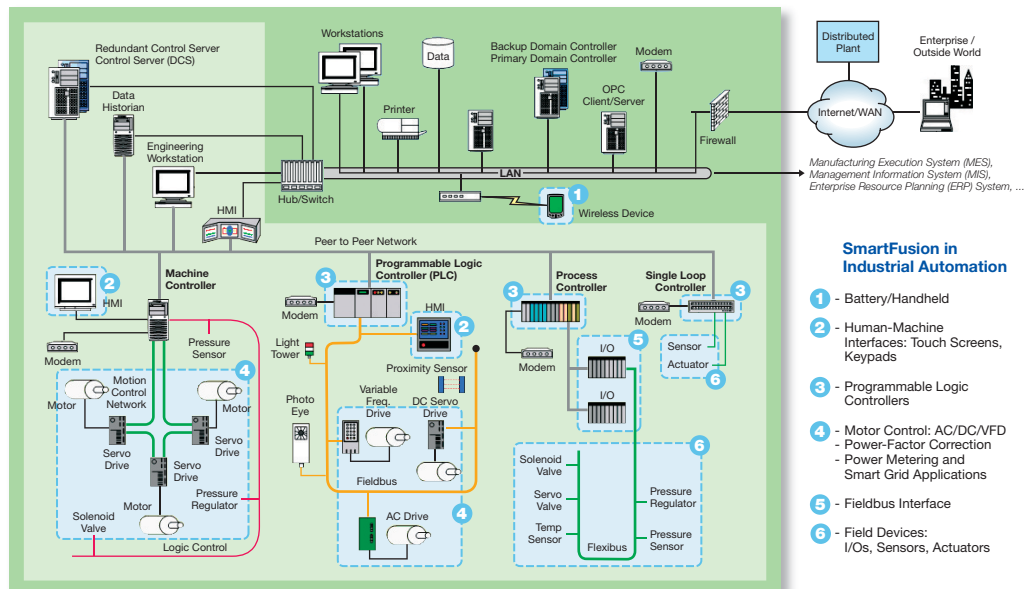 Redundant Control Server
Control Server (DCS)
Data
Historian
Engineering
Workstation
HMI
Hub/Switch
Workstations
Printer
Data
Backup Domain Controller
Primary Domain Controller
OPC
Client/Server
Modem
Firewall
LAN
1
Wireless Device
Distributed
Plant
Enterprise /
Outside World
Internet/WAN
Manufacturing Execution System (MES),
Management Information System (MIS),
Enterprise Resource Planning (ERP) System, ...
Peer to Peer Network
2
HMI
Machine
Controller
Modem
Pressure
Sensor
4
Motion
Control
Network
Motor
Motor
Servo
Drive
Servo
Drive
Servo
Drive
Motor
Pressure
Regulator
Solenoid
Valve
Logic Control
Programmable Logic
Controller (PLC)
3
Modem
HMI
2
Light
Tower
Proximity Sensor
Photo
Eye
Variable
Freq.
Drive
DC Servo
Drive
Fieldbus
AC Drive
4
Process
Controller
3
Modem
I/O
5
I/O
Single Loop
Controller
3
Modem
Sensor
Actuator
6
6
Solenoid
Valve
Servo
Valve
Temp
Sensor
Flexibus
Pressure
Regulator
Pressure
Sensor
SmartFusion in
Industrial Automation
1 - Battery/Handheld
2 - Human-Machine
Interfaces: Touch Screens,
Keypads
3 - Programmable Logic
Controllers
4 - Motor Control: AC/DC/VFD
- Power-Factor Correction
- Power Metering and
Smart Grid Applications
5 - Fieldbus Interface
6 - Field Devices:
I/Os, Sensors, Actuators